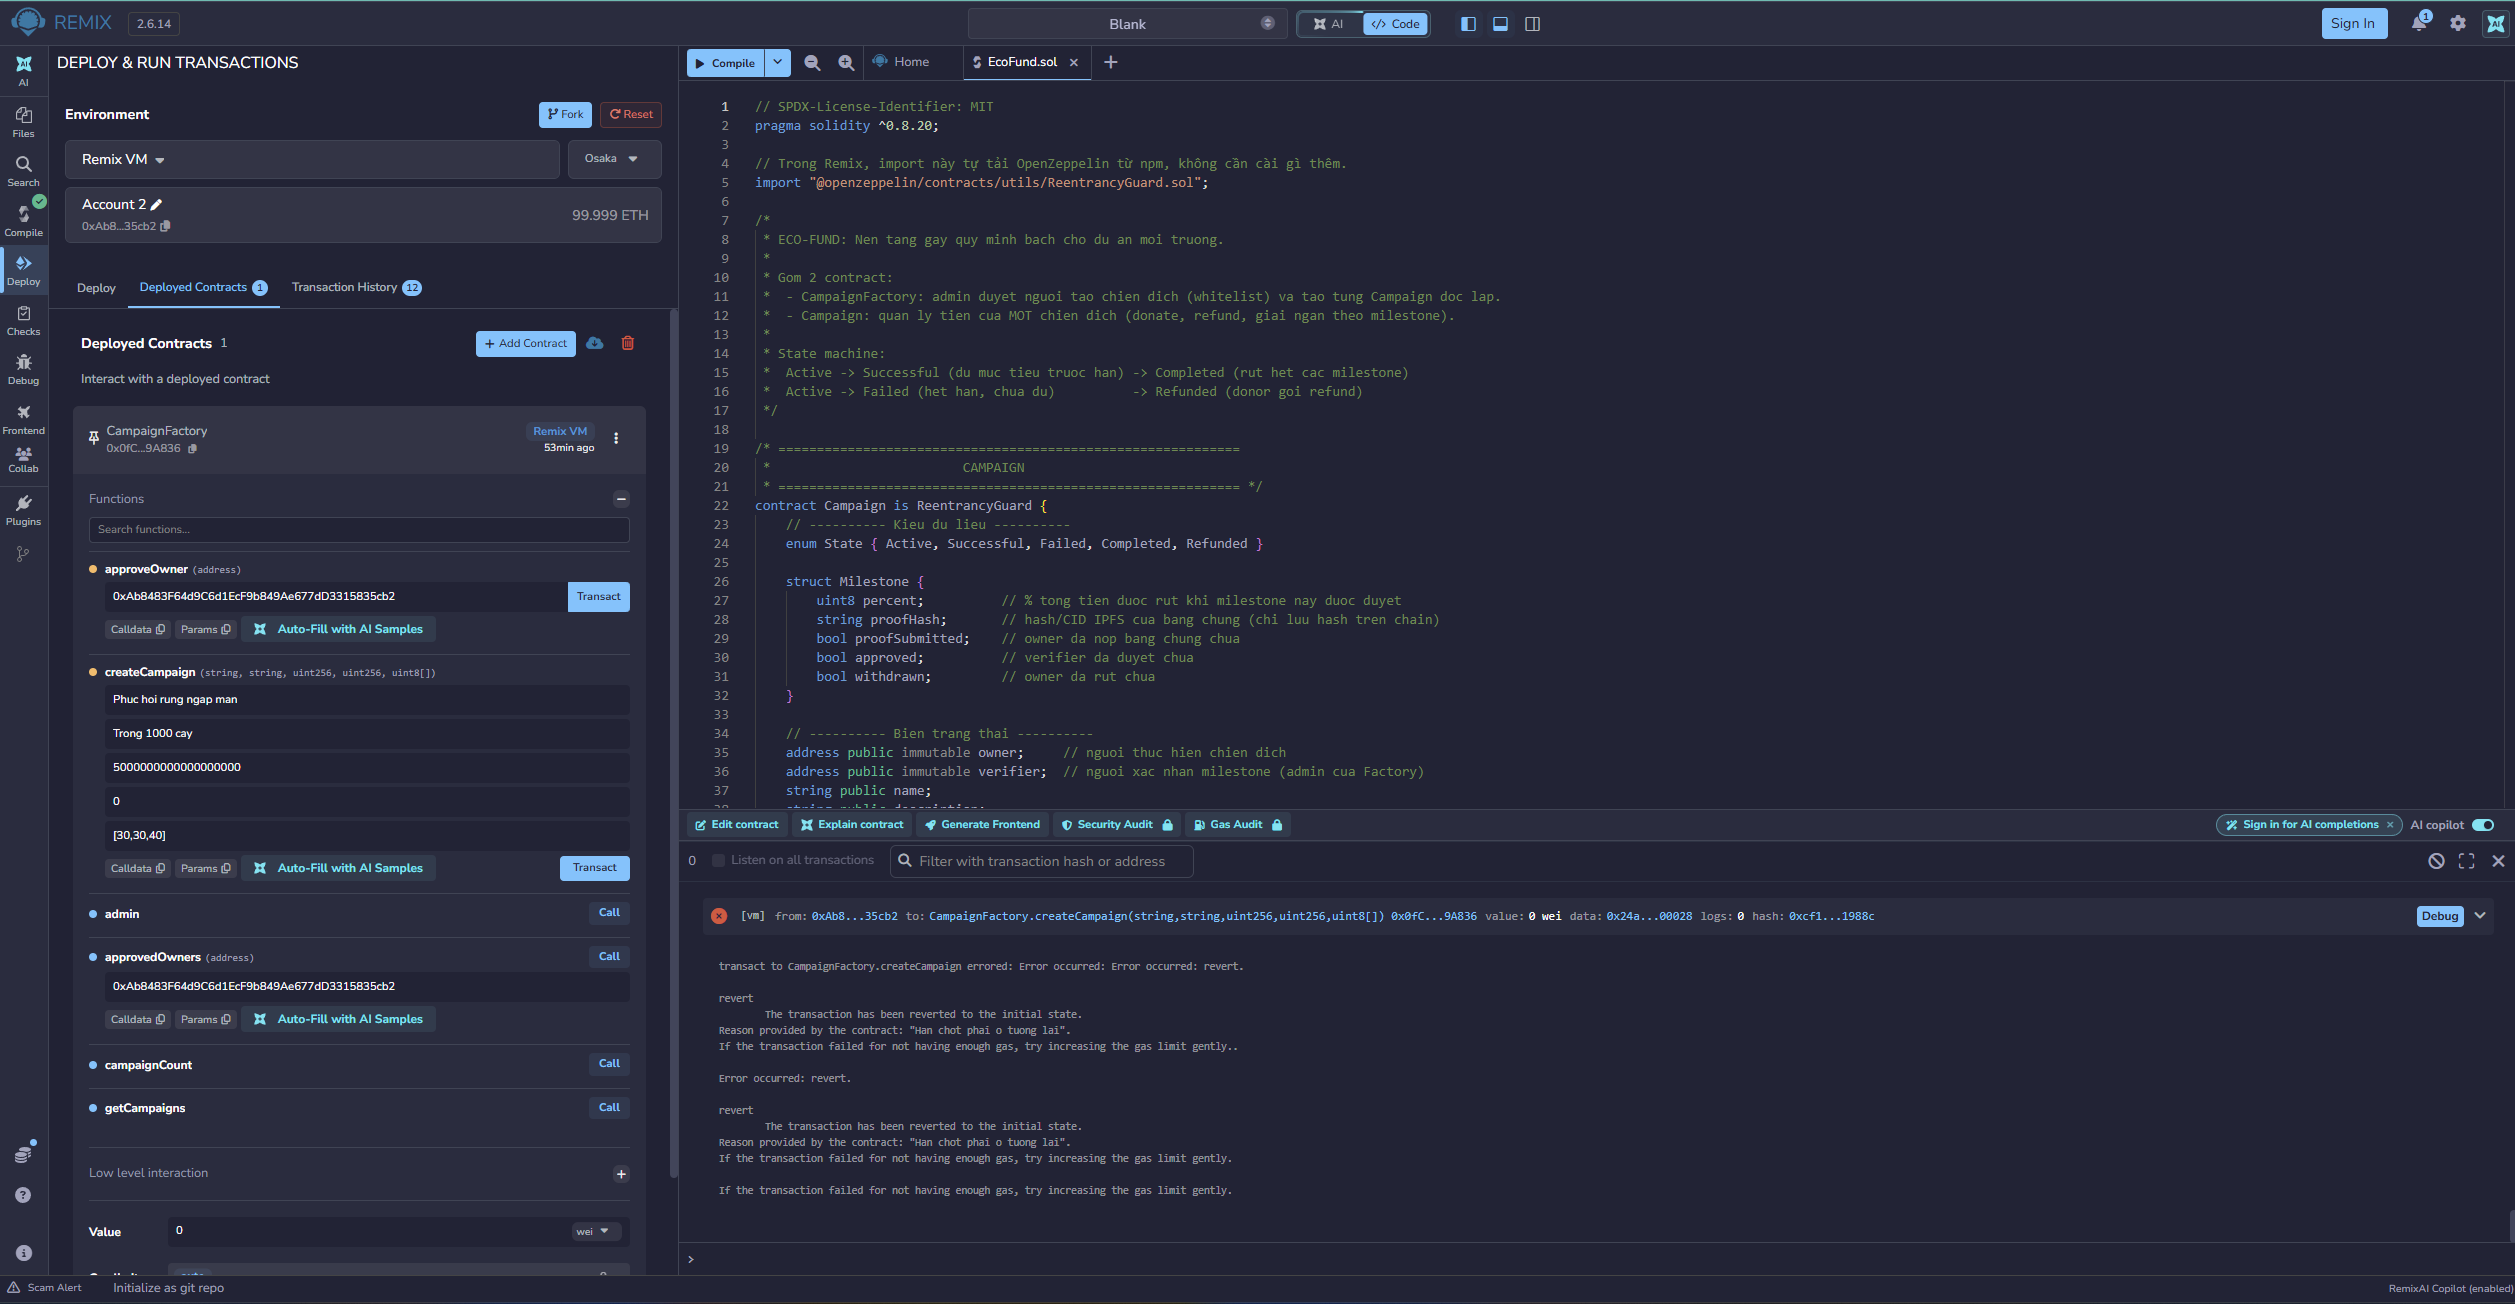 REMIX 2.6.14
Blank
AI
Code
Sign In
1
AI
Files
Search
Compile
Deploy
Checks
Debug
Frontend
Collab
Plugins
DEPLOY & RUN TRANSACTIONS
Environment
Fork
Reset
Remix VM
Osaka
Account 2
0xAb8...35cb2
99.999 ETH
Deploy
Deployed Contracts 1
Transaction History 12
Deployed Contracts 1
+ Add Contract
Interact with a deployed contract
CampaignFactory
0x0fC...9A836
Remix VM
53min ago
Functions
Search functions...
approveOwner (address)
0xAb8483F64d9C6d1EcF9b849Ae677dD3315835cb2
Transact
Calldata Params Auto-Fill with AI Samples
createCampaign (string, string, uint256, uint256, uint8[])
Phuc hoi rung ngap man
Trong 1000 cay
5000000000000000000
0
[30,30,40]
Calldata Params Auto-Fill with AI Samples
Transact
admin Call
approvedOwners (address) Call
0xAb8483F64d9C6d1EcF9b849Ae677dD3315835cb2
Calldata Params Auto-Fill with AI Samples
campaignCount Call
getCampaigns Call
Low level interaction
Value 0 wei
Scam Alert
Initialize as git repo
Compile
Home
EcoFund.sol
1 // SPDX-License-Identifier: MIT
2 pragma solidity ^0.8.20;
3
4 // Trong Remix, import này tự tải OpenZeppelin từ npm, không cần cài gì thêm.
5 import "@openzeppelin/contracts/utils/ReentrancyGuard.sol";
6
7 /*
8 * ECO-FUND: Nen tang gay quy minh bach cho du an moi truong.
9 *
10 * Gom 2 contract:
11 * - CampaignFactory: admin duyet nguoi tao chien dich (whitelist) va tao tung Campaign doc lap.
12 * - Campaign: quan ly tien cua MOT chien dich (donate, refund, giai ngan theo milestone).
13 *
14 * State machine:
15 * Active -> Successful (du muc tieu truoc han) -> Completed (rut het cac milestone)
16 * Active -> Failed (het han, chua du) -> Refunded (donor goi refund)
17 */
18
19 /* ============================================================
20 * CAMPAIGN
21 * ============================================================ */
22 contract Campaign is ReentrancyGuard {
23 // ---------- Kieu du lieu ----------
24 enum State { Active, Successful, Failed, Completed, Refunded }
25
26 struct Milestone {
27 uint8 percent; // % tong tien duoc rut khi milestone nay duoc duyet
28 string proofHash; // hash/CID IPFS cua bang chung (chi luu hash tren chain)
29 bool proofSubmitted; // owner da nop bang chung chua
30 bool approved; // verifier da duyet chua
31 bool withdrawn; // owner da rut chua
32 }
33
34 // ---------- Bien trang thai ----------
35 address public immutable owner; // nguoi thuc hien chien dich
36 address public immutable verifier; // nguoi xac nhan milestone (admin cua Factory)
37 string public name;
38 string public description;
Edit contract
Explain contract
Generate Frontend
Security Audit
Gas Audit
Sign in for AI completions ×
AI copilot
0 Listen on all transactions
Filter with transaction hash or address
[vm] from: 0xAb8...35cb2 to: CampaignFactory.createCampaign(string,string,uint256,uint256,uint8[]) 0x0fC...9A836 value: 0 wei data: 0x24a...00028 logs: 0 hash: 0xcf1...1988c
Debug
transact to CampaignFactory.createCampaign errored: Error occurred: Error occurred: revert.
revert
The transaction has been reverted to the initial state.
Reason provided by the contract: "Han chot phai o tuong lai".
If the transaction failed for not having enough gas, try increasing the gas limit gently..
Error occurred: revert.
revert
The transaction has been reverted to the initial state.
Reason provided by the contract: "Han chot phai o tuong lai".
If the transaction failed for not having enough gas, try increasing the gas limit gently.
If the transaction failed for not having enough gas, try increasing the gas limit gently.
>
RemixAI Copilot (enabled)